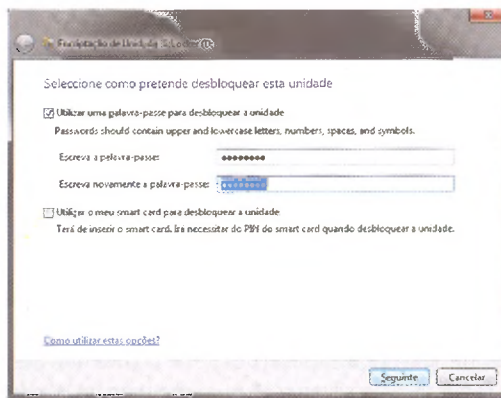 Encriptação de Unidade
Seleccione como pretende desbloquear esta unidade
Utilizar uma palavra-passe para desbloquear a unidade
Passwords should contain upper and lowercase letters, numbers, spaces, and symbols.
Escreva a palavra-passe:
Escreva novamente a palavra-passe:
Utilizar o meu smart card para desbloquear a unidade
Terá de inserir o smart card. Irá necessitar do PIN do smart card quando desbloquear a unidade.
Como utilizar estas opções?
Seguinte Cancelar